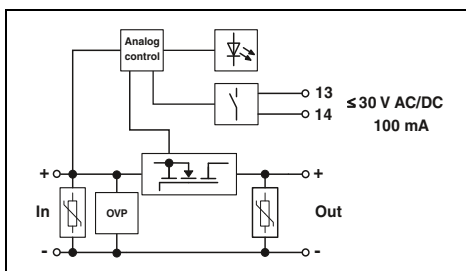 Analog
control
13
14
≤ 30 V AC/DC
100 mA
+
+
In
OVP
Out
-
-